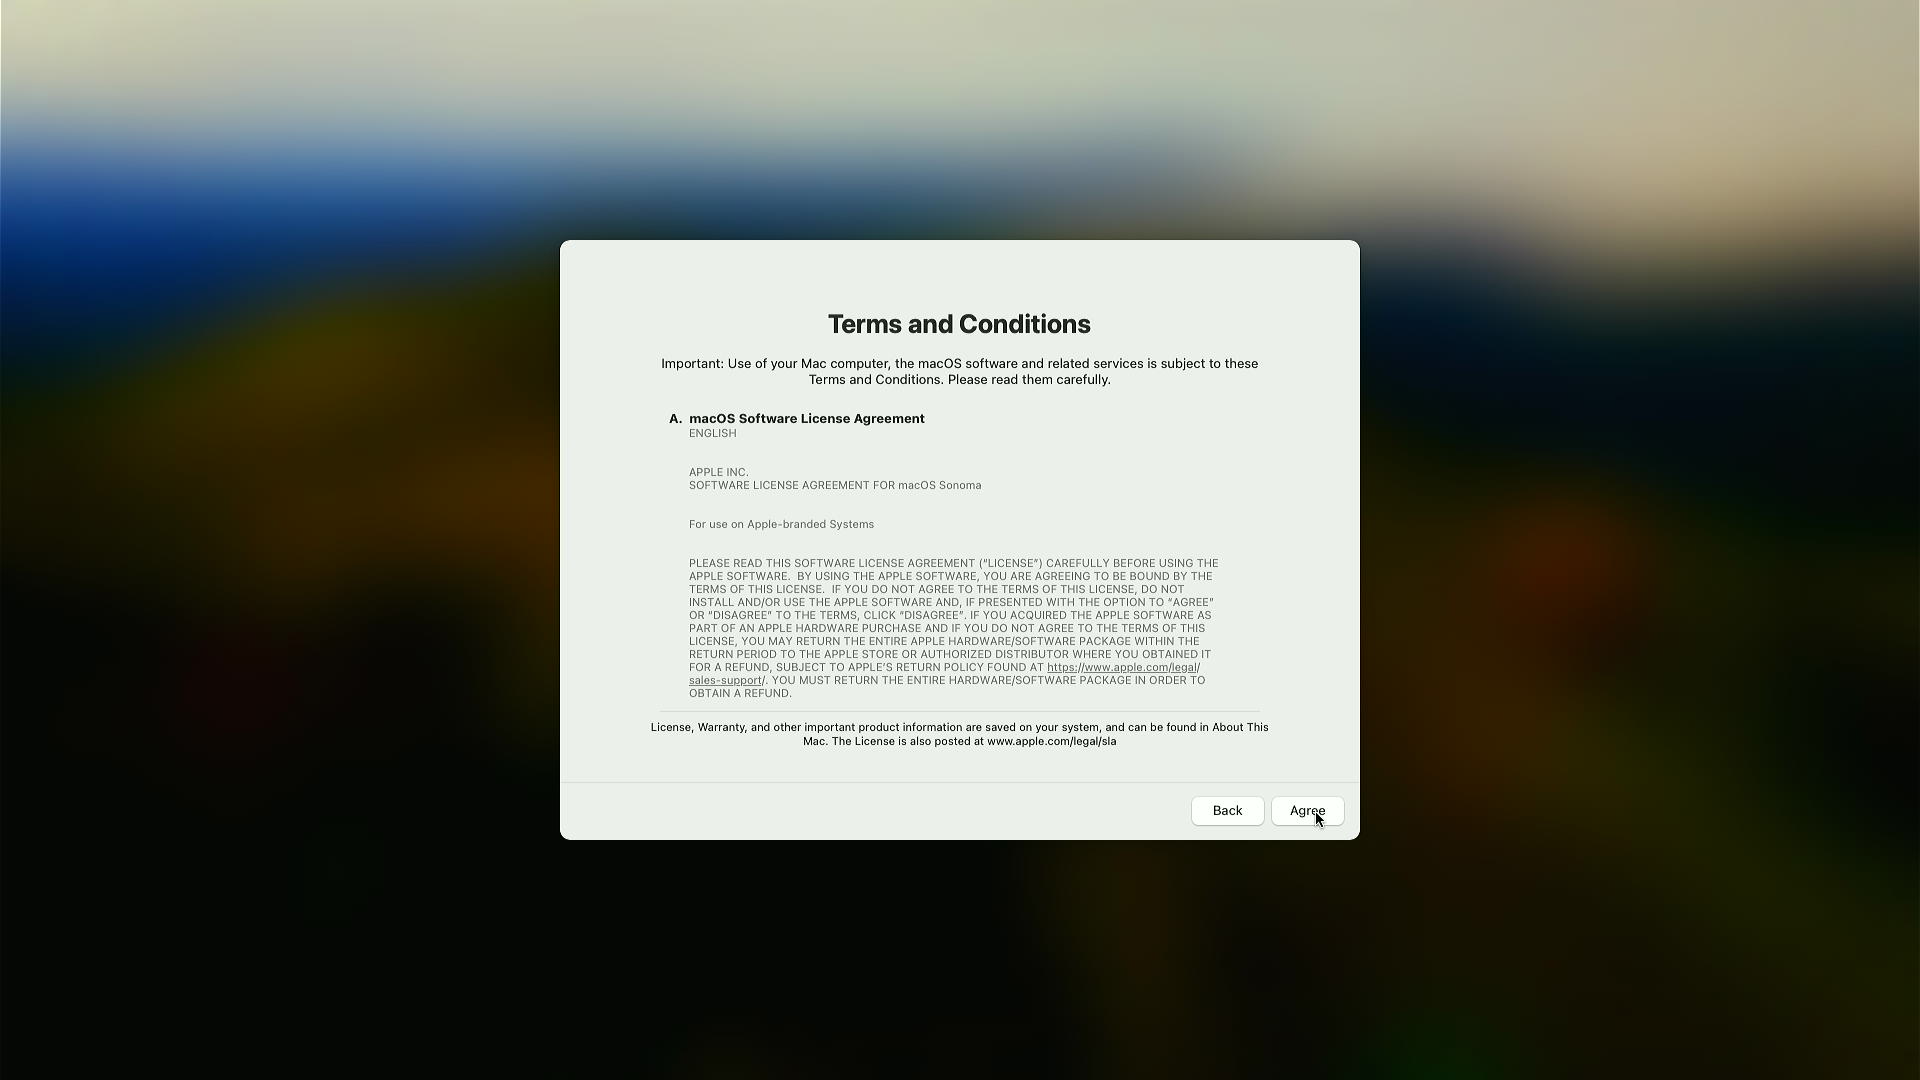 Terms and Conditions
Important: Use of your Mac computer, the macOS software and related services is subject to these
Terms and Conditions. Please read them carefully.
A. macOS Software License Agreement
ENGLISH
APPLE INC.
SOFTWARE LICENSE AGREEMENT FOR macOS Sonoma
For use on Apple-branded Systems
PLEASE READ THIS SOFTWARE LICENSE AGREEMENT (“LICENSE”) CAREFULLY BEFORE USING THE
APPLE SOFTWARE.  BY USING THE APPLE SOFTWARE, YOU ARE AGREEING TO BE BOUND BY THE
TERMS OF THIS LICENSE.  IF YOU DO NOT AGREE TO THE TERMS OF THIS LICENSE, DO NOT
INSTALL AND/OR USE THE APPLE SOFTWARE AND, IF PRESENTED WITH THE OPTION TO “AGREE”
OR “DISAGREE” TO THE TERMS, CLICK “DISAGREE”. IF YOU ACQUIRED THE APPLE SOFTWARE AS
PART OF AN APPLE HARDWARE PURCHASE AND IF YOU DO NOT AGREE TO THE TERMS OF THIS
LICENSE, YOU MAY RETURN THE ENTIRE APPLE HARDWARE/SOFTWARE PACKAGE WITHIN THE
RETURN PERIOD TO THE APPLE STORE OR AUTHORIZED DISTRIBUTOR WHERE YOU OBTAINED IT
FOR A REFUND, SUBJECT TO APPLE’S RETURN POLICY FOUND AT https://www.apple.com/legal/
sales-support/. YOU MUST RETURN THE ENTIRE HARDWARE/SOFTWARE PACKAGE IN ORDER TO
OBTAIN A REFUND.
License, Warranty, and other important product information are saved on your system, and can be found in About This
Mac. The License is also posted at www.apple.com/legal/sla
Back
Agree